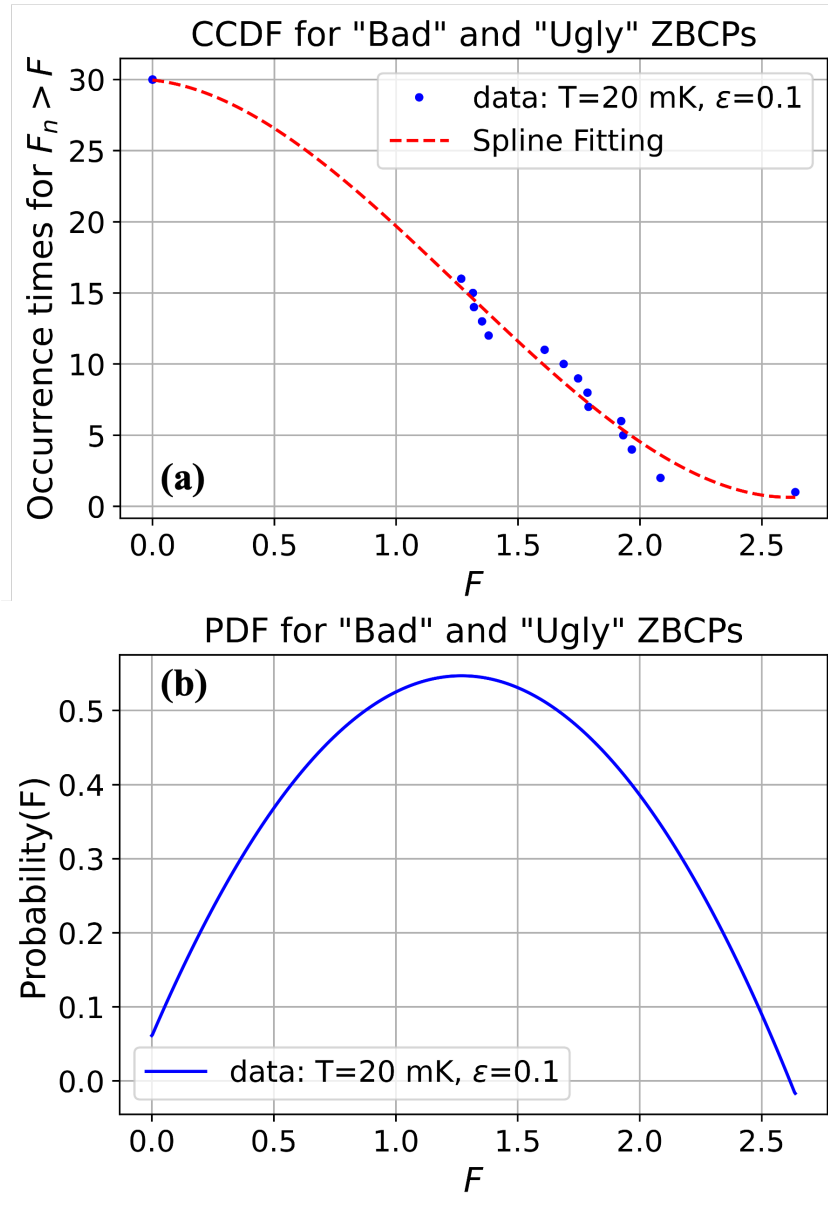 CCDF for "Bad" and "Ugly" ZBCPs
Occurrence times for Fₙ > F
30
25
20
15
10
5
0
data: T=20 mK, ε=0.1
Spline Fitting
(a)
0.0 0.5 1.0 1.5 2.0 2.5
F
PDF for "Bad" and "Ugly" ZBCPs
(b)
Probability(F)
0.5
0.4
0.3
0.2
0.1
0.0
data: T=20 mK, ε=0.1
0.0 0.5 1.0 1.5 2.0 2.5
F